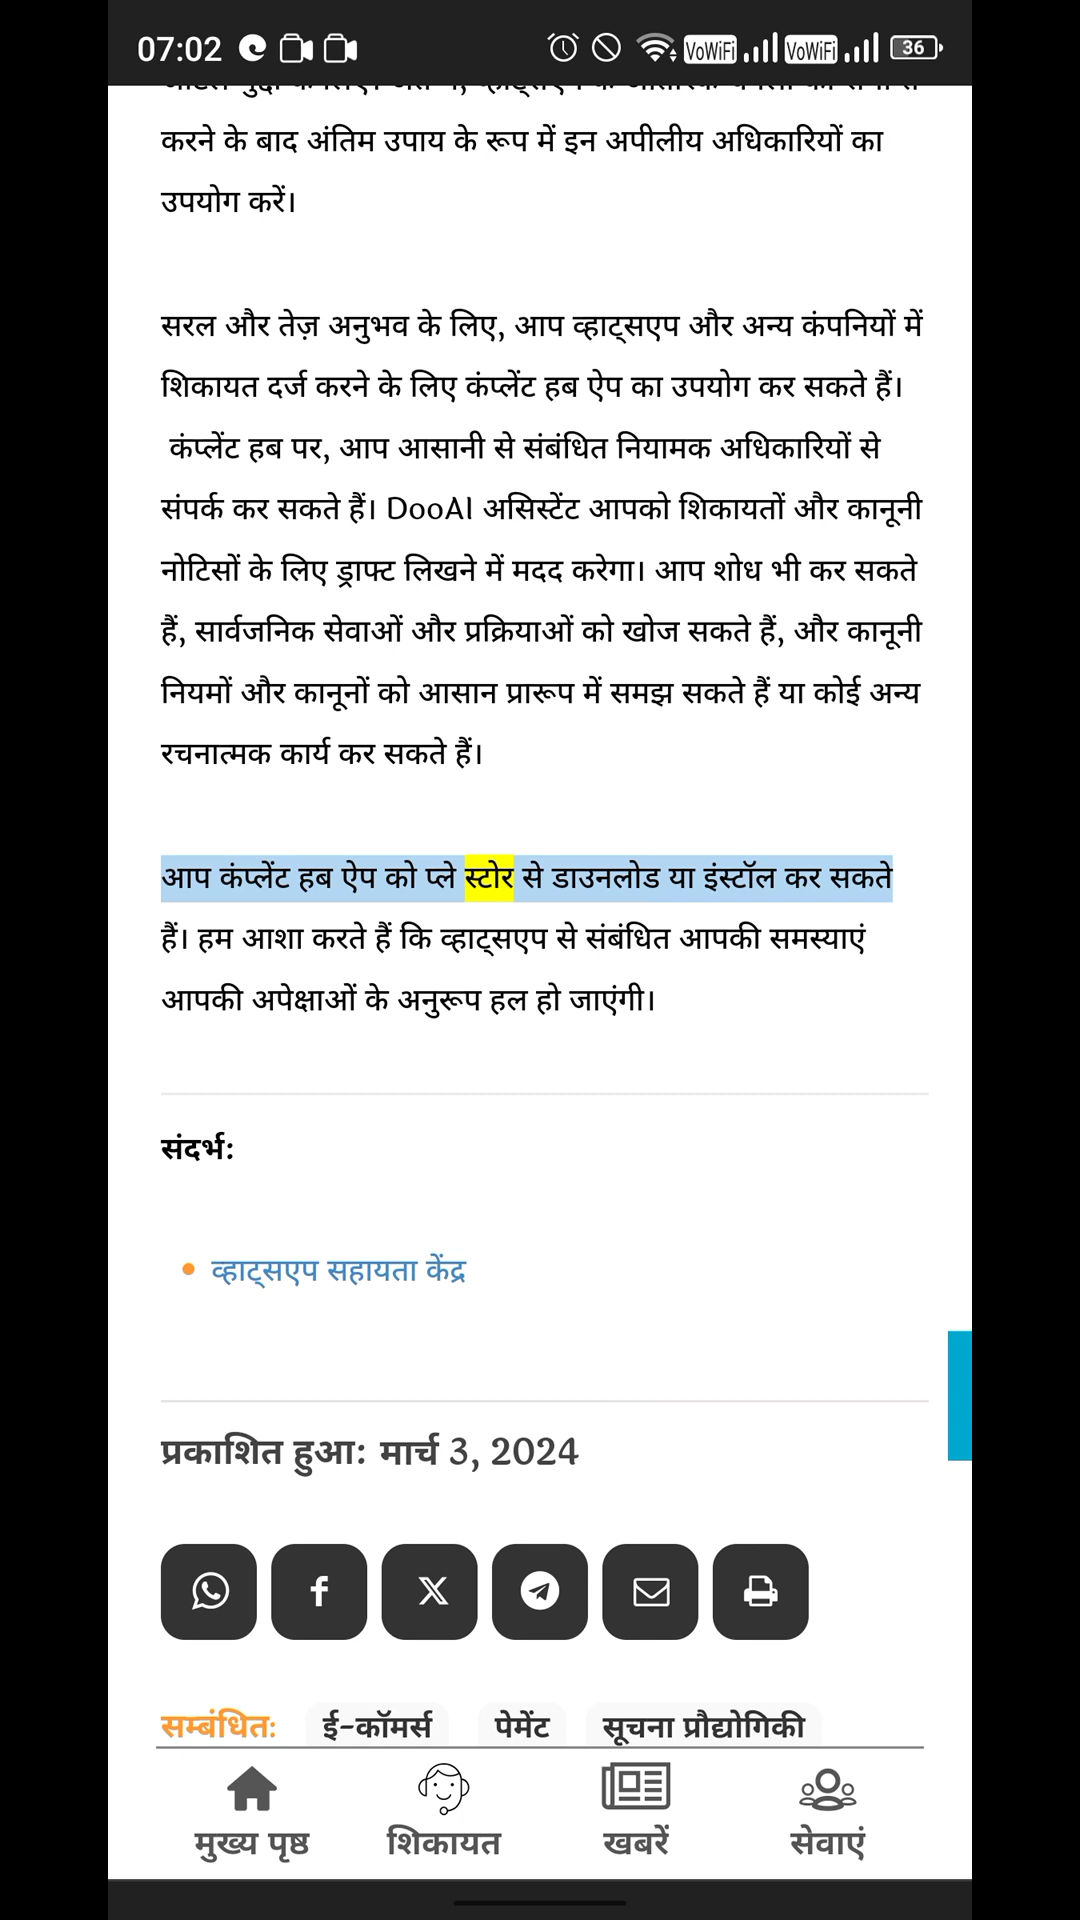 07:02 VoWiFi VoWiFi 36
करने के बाद अंतिम उपाय के रूप में इन अपीलीय अधिकारियों का
उपयोग करें।
सरल और तेज़ अनुभव के लिए, आप व्हाट्सएप और अन्य कंपनियों में
शिकायत दर्ज करने के लिए कंप्लेंट हब ऐप का उपयोग कर सकते हैं।
कंप्लेंट हब पर, आप आसानी से संबंधित नियामक अधिकारियों से
संपर्क कर सकते हैं। DooAI असिस्टेंट आपको शिकायतों और कानूनी
नोटिसों के लिए ड्राफ्ट लिखने में मदद करेगा। आप शोध भी कर सकते
हैं, सार्वजनिक सेवाओं और प्रक्रियाओं को खोज सकते हैं, और कानूनी
नियमों और कानूनों को आसान प्रारूप में समझ सकते हैं या कोई अन्य
रचनात्मक कार्य कर सकते हैं।
आप कंप्लेंट हब ऐप को प्ले स्टोर से डाउनलोड या इंस्टॉल कर सकते
हैं। हम आशा करते हैं कि व्हाट्सएप से संबंधित आपकी समस्याएं
आपकी अपेक्षाओं के अनुरूप हल हो जाएंगी।
संदर्भ:
व्हाट्सएप सहायता केंद्र
प्रकाशित हुआ: मार्च 3, 2024
सम्बंधित: ई-कॉमर्स पेमेंट सूचना प्रौद्योगिकी
मुख्य पृष्ठ शिकायत खबरें सेवाएं